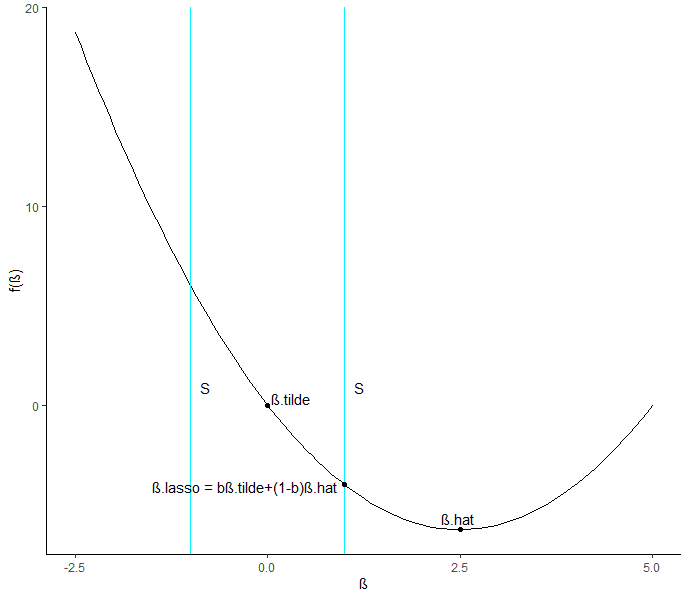 20
10
0
f(ß)
S
S
ß.tilde
ß.lasso = bß.tilde+(1-b)ß.hat
ß.hat
-2.5
0.0
2.5
5.0
ß